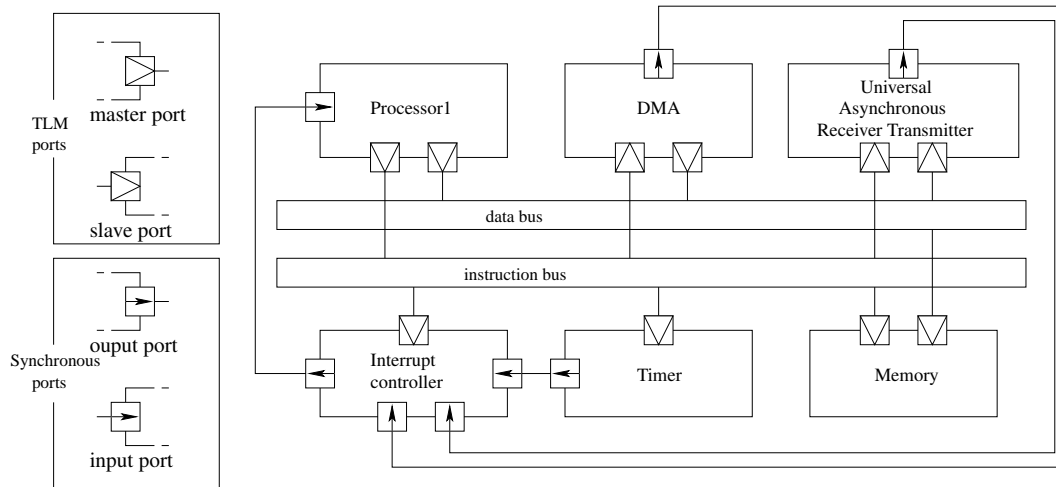 master port
TLM
ports
slave port
ouput port
Synchronous
ports
input port
Processor1
DMA
Universal
Asynchronous
Receiver Transmitter
data bus
instruction bus
Interrupt
controller
Timer
Memory